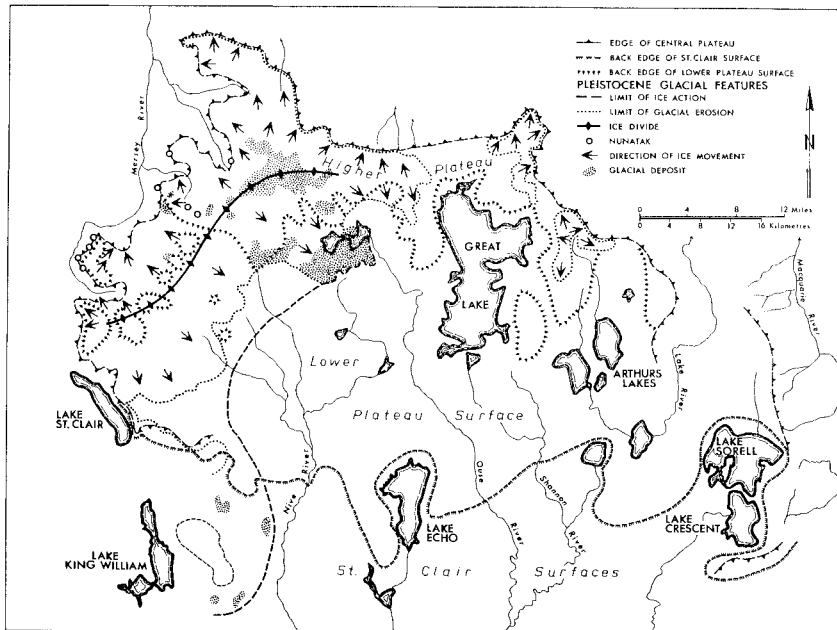 EDGE OF CENTRAL PLATEAU
BACK EDGE OF ST. CLAIR SURFACE
BACK EDGE OF LOWER PLATEAU SURFACE
PLEISTOCENE GLACIAL FEATURES
LIMIT OF ICE ACTION
LIMIT OF GLACIAL EROSION
ICE DIVIDE
NUNATAK
DIRECTION OF ICE MOVEMENT
GLACIAL DEPOSIT
N
0 4 8 12 Miles
0 4 8 12 16 Kilometres
Mersey River
Higher Plateau
GREAT
LAKE
Macquarie
River
Lower
Plateau Surface
ARTHURS
LAKES
Lake River
LAKE
ST. CLAIR
LAKE
SORELL
Nive River
Ouse
River
Shannon
River
LAKE
ECHO
LAKE
CRESCENT
LAKE
KING WILLIAM
St. Clair Surfaces